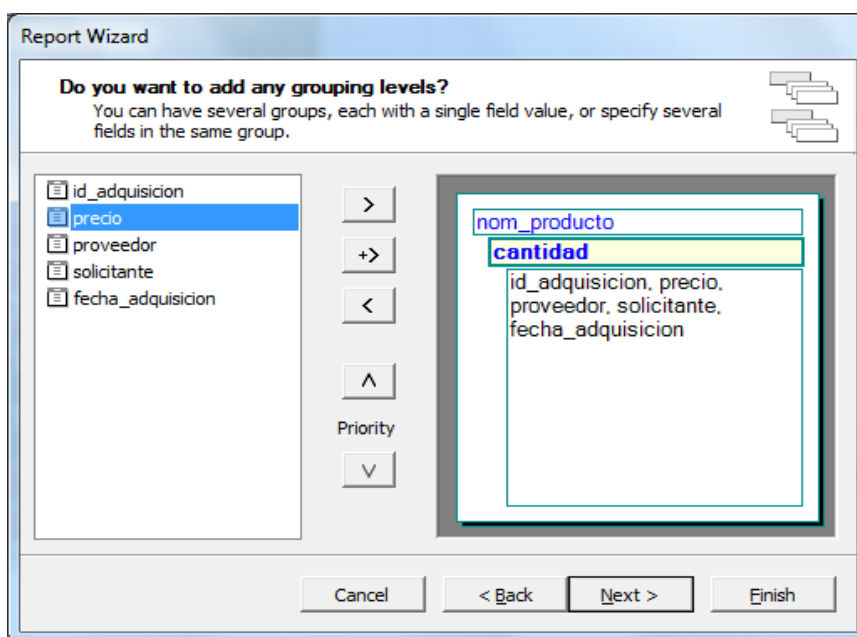 Report Wizard
Do you want to add any grouping levels?
You can have several groups, each with a single field value, or specify several
fields in the same group.
id_adquisicion
precio
proveedor
solicitante
fecha_adquisicion
>
+>
<
^
Priority
v
nom_producto
cantidad
id_adquisicion, precio,
proveedor, solicitante,
fecha_adquisicion
Cancel
< Back
Next >
Finish